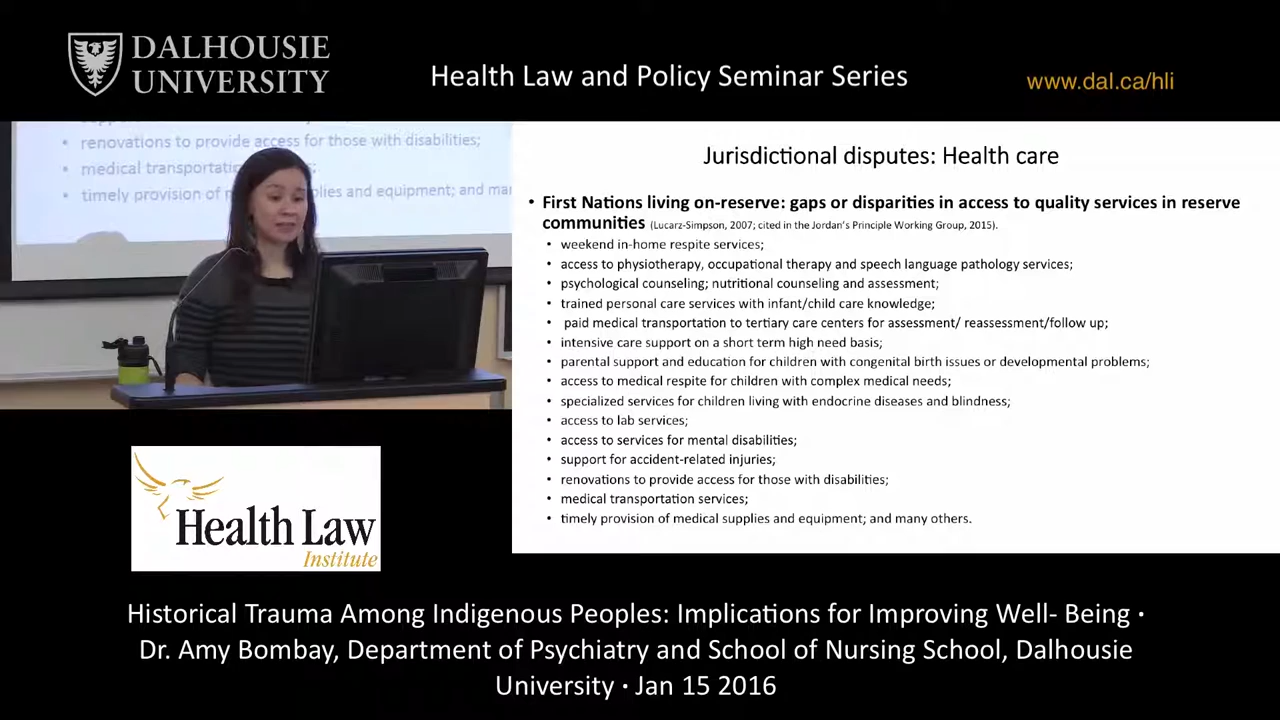 DALHOUSIE
UNIVERSITY
Health Law and Policy Seminar Series
www.dal.ca/hli
renovations to provide access for those with disabilities;
medical
timely provision of
supplies and equipment; and
Jurisdictional disputes: Health care
• First Nations living on-reserve: gaps or disparities in access to quality services in reserve
communities (Lucarz-Simpson, 2007; cited in the Jordan's Principle Working Group, 2015).
• weekend in-home respite services;
• access to physiotherapy, occupational therapy and speech language pathology services;
• psychological counseling; nutritional counseling and assessment;
• trained personal care services with infant/child care knowledge;
• paid medical transportation to tertiary care centers for assessment/ reassessment/follow up;
• intensive care support on a short term high need basis;
• parental support and education for children with congenital birth issues or developmental problems;
• access to medical respite for children with complex medical needs;
• specialized services for children living with endocrine diseases and blindness;
• access to lab services;
• access to services for mental disabilities;
• support for accident-related injuries;
• renovations to provide access for those with disabilities;
• medical transportation services;
• timely provision of medical supplies and equipment; and many others.
Health Law
Institute
Historical Trauma Among Indigenous Peoples: Implications for Improving Well- Being ·
Dr. Amy Bombay, Department of Psychiatry and School of Nursing School, Dalhousie
University · Jan 15 2016